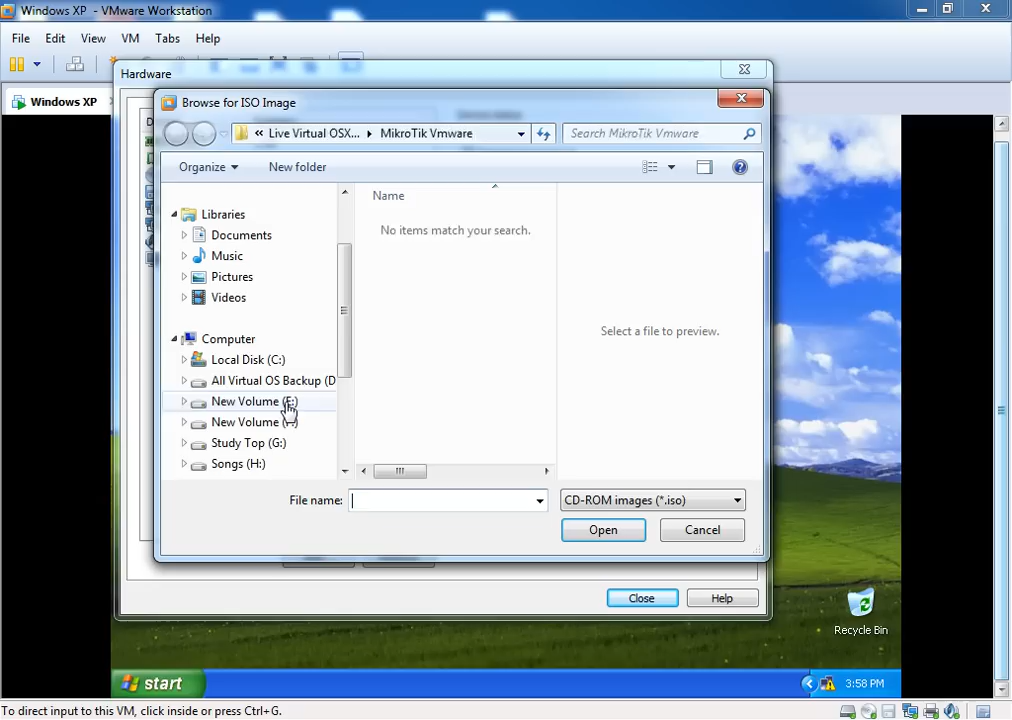 Windows XP - VMware Workstation
File Edit View VM Tabs Help
Hardware
Windows XP
Browse for ISO Image
« Live Virtual OSX... MikroTik Vmware
Search MikroTik Vmware
Organize New folder
Name
No items match your search.
Select a file to preview.
Libraries
Documents
Music
Pictures
Videos
Computer
Local Disk (C:)
All Virtual OS Backup (D
New Volume (E:)
New Volume
Study Top (G:)
Songs (H:)
File name: CD-ROM images (*.iso)
Open Cancel
Close Help
Recycle Bin
start 3:58 PM
To direct input to this VM, click inside or press Ctrl+G.